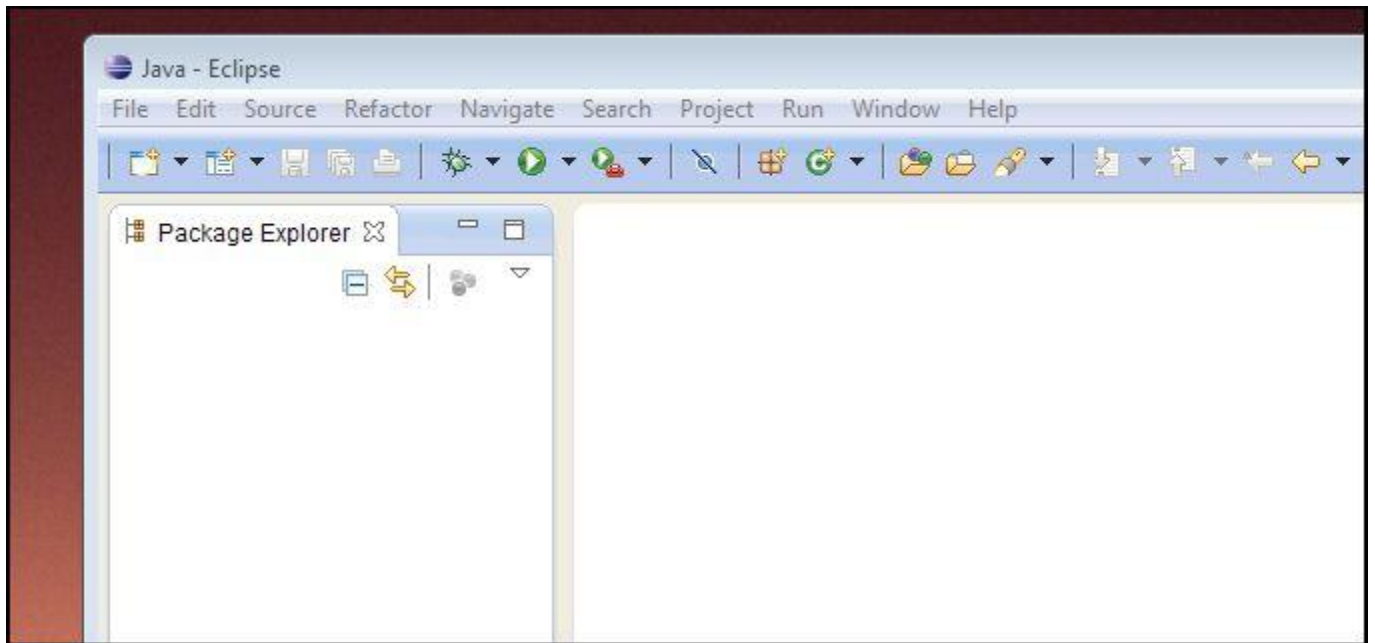 Java - Eclipse
File Edit Source Refactor Navigate Search Project Run Window Help
Package Explorer